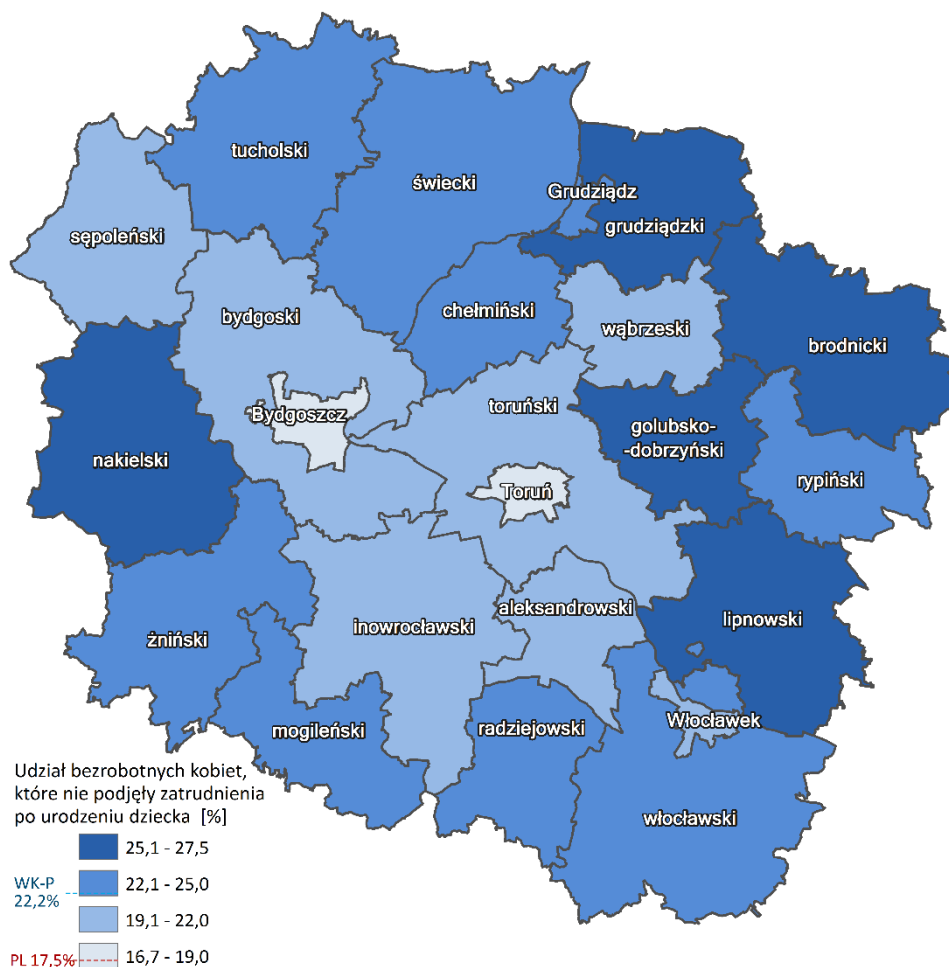 tucholski
świecki
Grudziądz
grudziądzki
sępoleński
bydgoski
chełmiński
wąbrzeski
brodnicki
Bydgoszcz
toruński
golubsko-
-dobrzyński
nakielski
Toruń
rypiński
aleksandrowski
lipnowski
żniński
inowrocławski
mogileński
radziejowski
Włocławek
włocławski
Udział bezrobotnych kobiet,
które nie podjęły zatrudnienia
po urodzeniu dziecka [%]
25,1 - 27,5
WK-P
22,2%
22,1 - 25,0
19,1 - 22,0
PL 17,5%
16,7 - 19,0